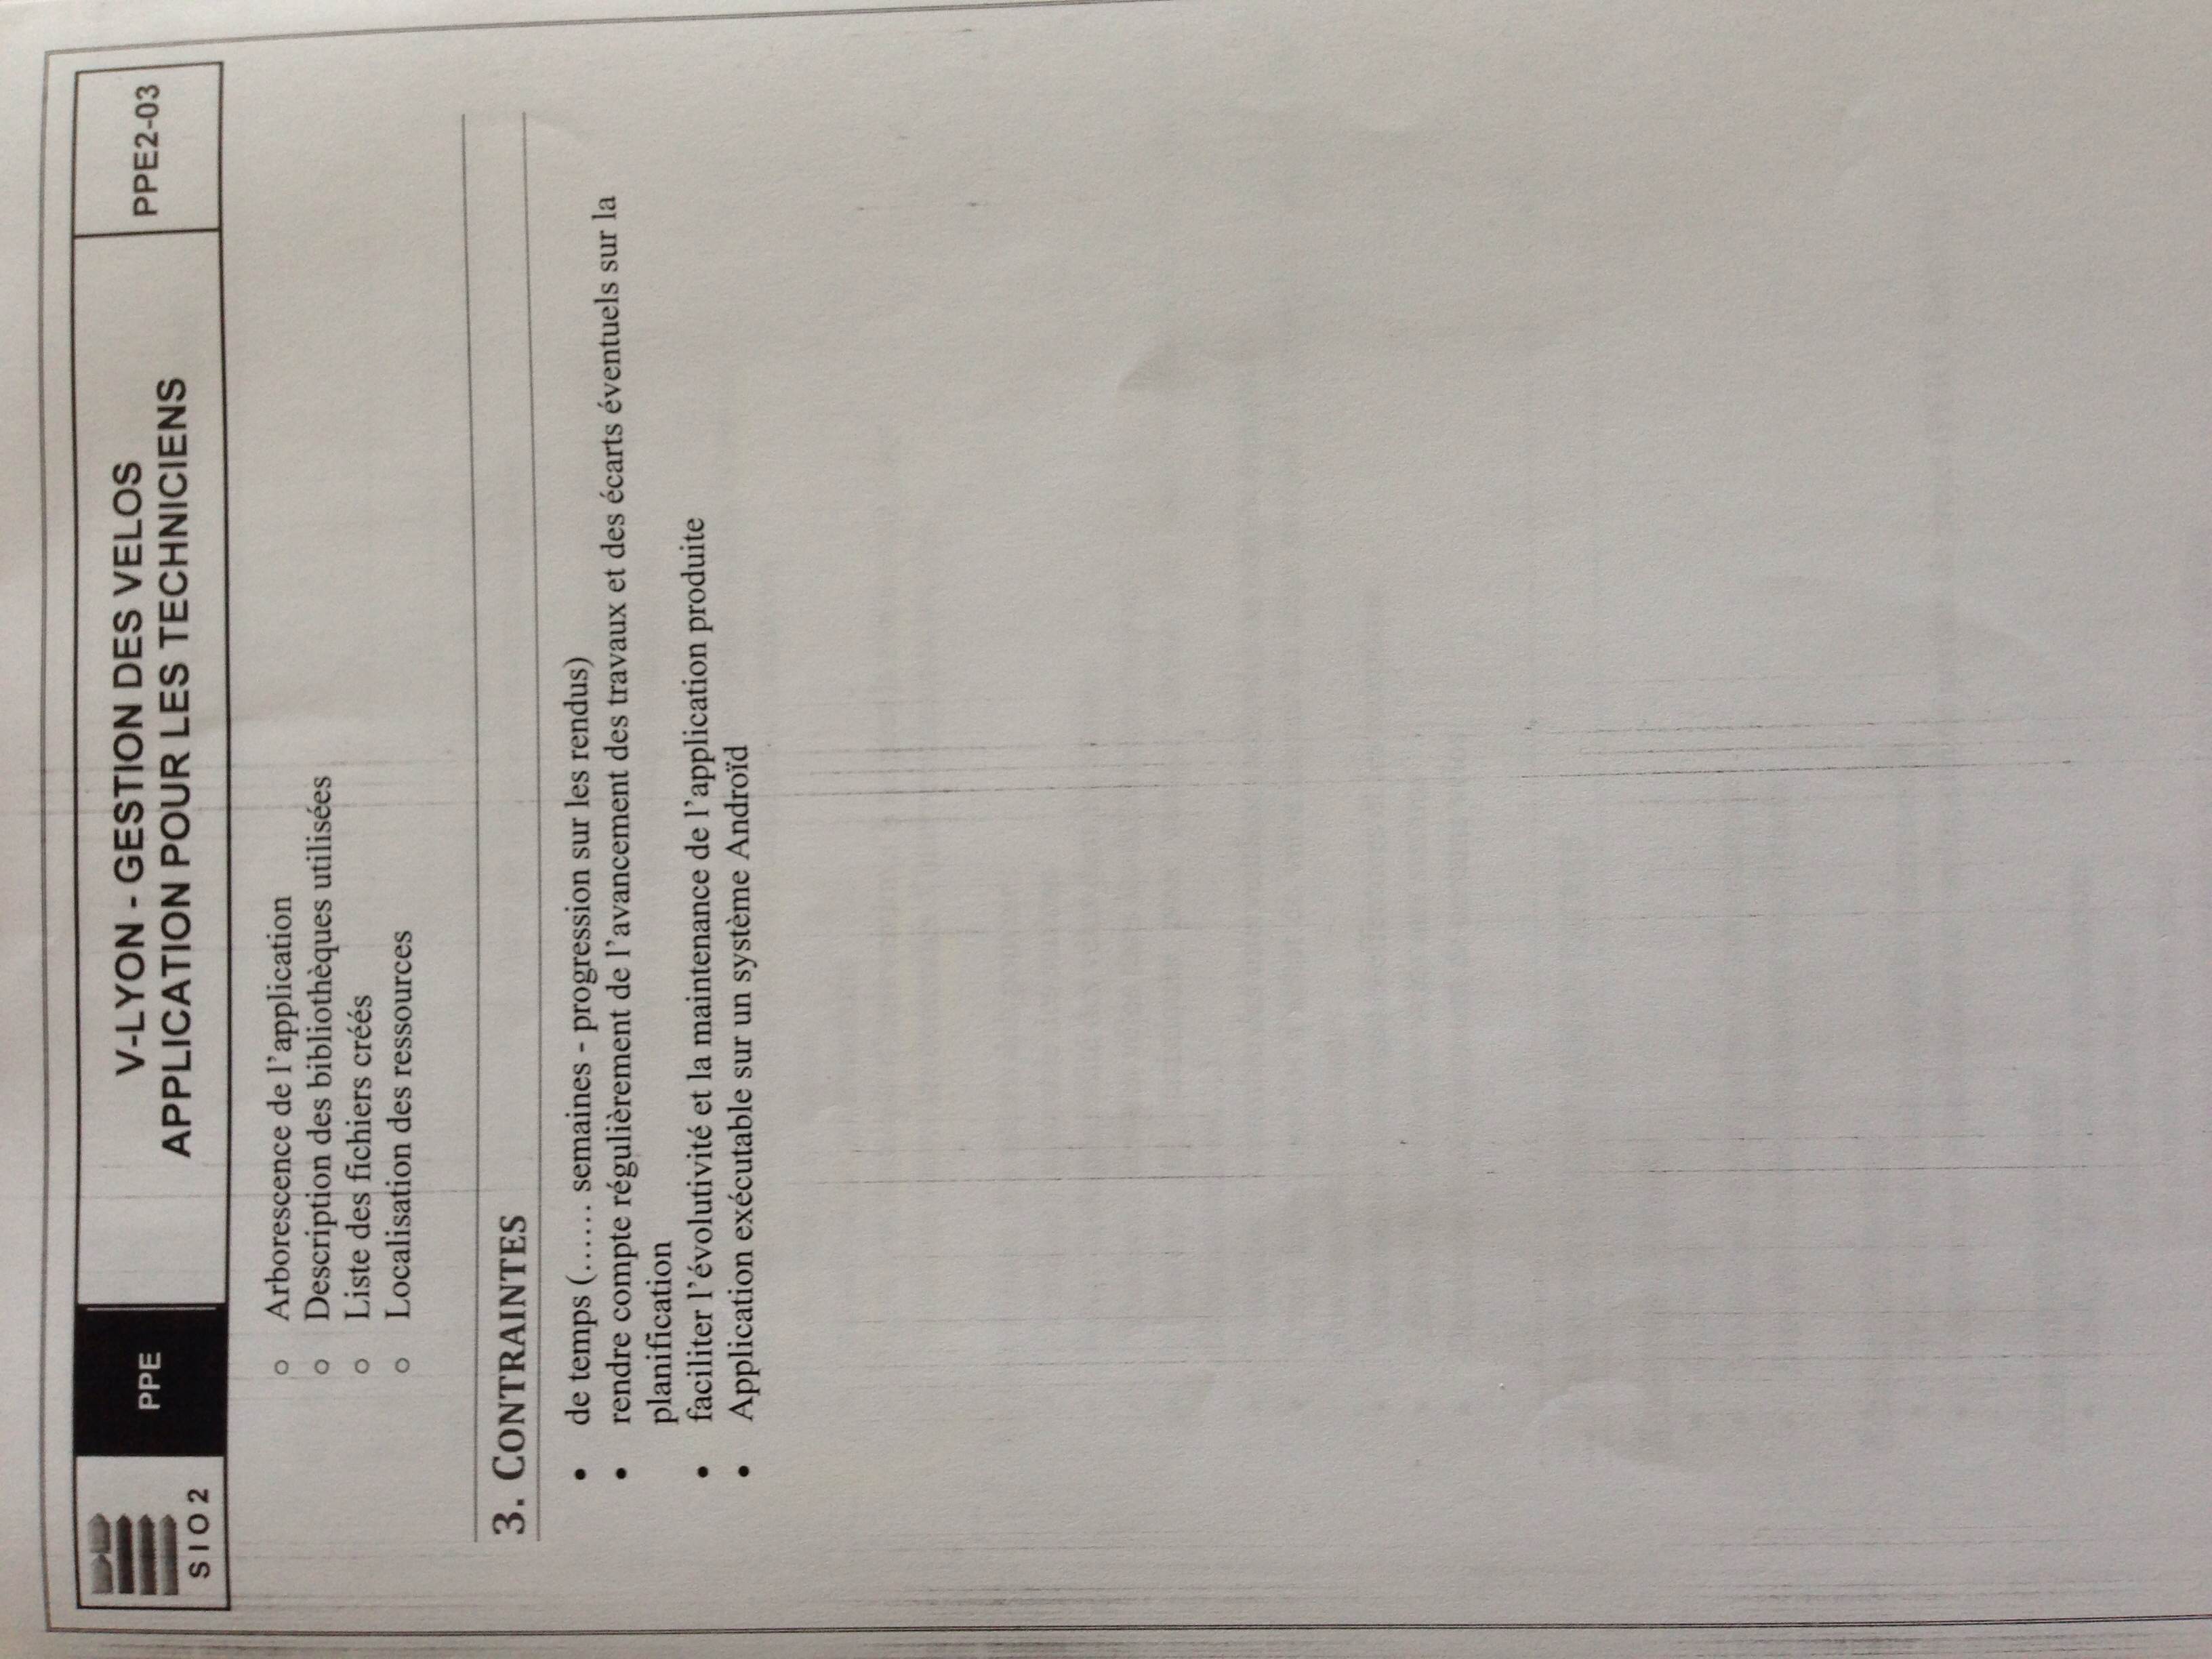 SIO2
PPE
V-LYON - GESTION DES VELOS
APPLICATION POUR LES TECHNICIENS
PPE2-03
o Arborescence de l'application
o Description des bibliothèques utilisées
o Liste des fichiers créés
o Localisation des ressources
3. CONTRAINTES
• de temps (...... semaines - progression sur les rendus)
• rendre compte régulièrement de l'avancement des travaux et des écarts éventuels sur la
planification
• faciliter l'évolutivité et la maintenance de l'application produite
• Application exécutable sur un système Androïd